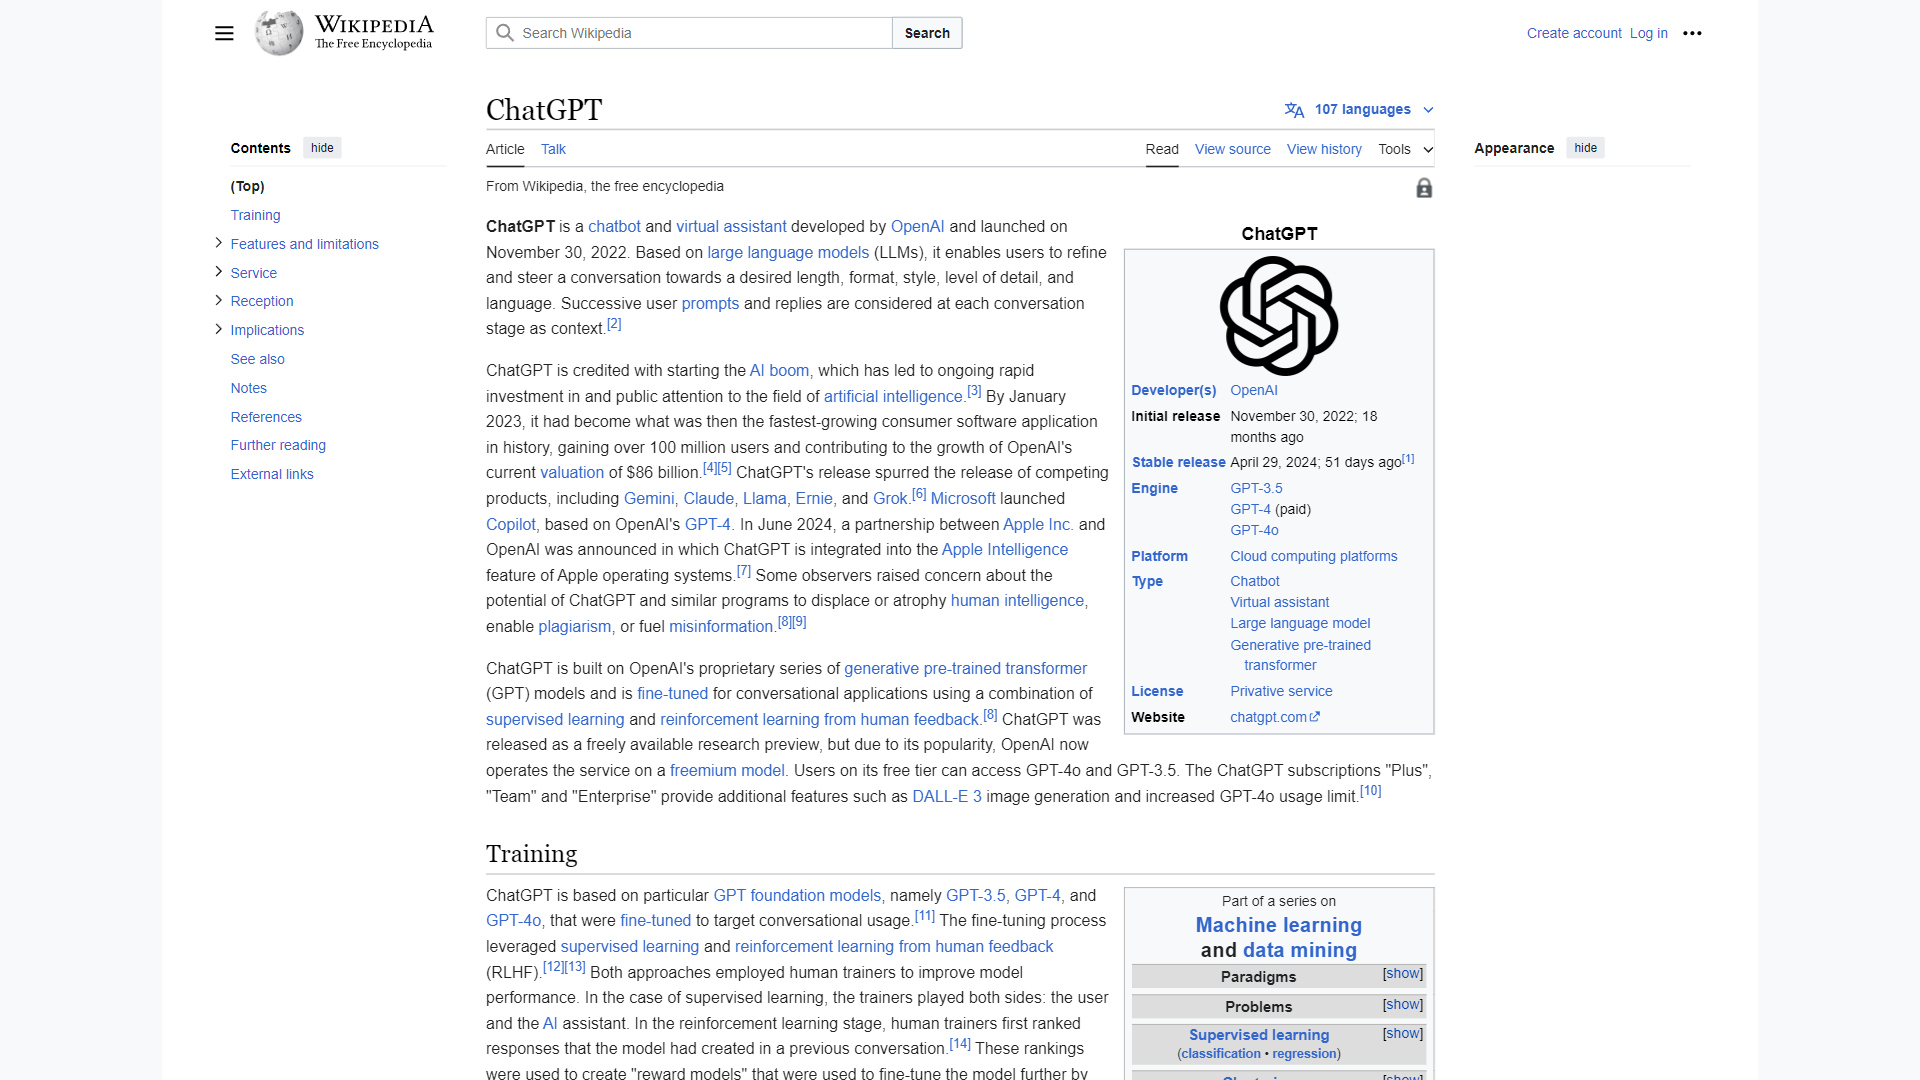 WIKIPEDIA
The Free Encyclopedia
Search Wikipedia
Search
Create account
Log in
Contents
hide
(Top)
Training
Features and limitations
Service
Reception
Implications
See also
Notes
References
Further reading
External links
ChatGPT
107 languages
Article
Talk
Read
View source
View history
Tools
From Wikipedia, the free encyclopedia
ChatGPT is a chatbot and virtual assistant developed by OpenAI and launched on
November 30, 2022. Based on large language models (LLMs), it enables users to refine
and steer a conversation towards a desired length, format, style, level of detail, and
language. Successive user prompts and replies are considered at each conversation
stage as context.[2]
ChatGPT is credited with starting the AI boom, which has led to ongoing rapid
investment in and public attention to the field of artificial intelligence.[3] By January
2023, it had become what was then the fastest-growing consumer software application
in history, gaining over 100 million users and contributing to the growth of OpenAI's
current valuation of $86 billion.[4][5] ChatGPT's release spurred the release of competing
products, including Gemini, Claude, Llama, Ernie, and Grok.[6] Microsoft launched
Copilot, based on OpenAI's GPT-4. In June 2024, a partnership between Apple Inc. and
OpenAI was announced in which ChatGPT is integrated into the Apple Intelligence
feature of Apple operating systems.[7] Some observers raised concern about the
potential of ChatGPT and similar programs to displace or atrophy human intelligence,
enable plagiarism, or fuel misinformation.[8][9]
ChatGPT is built on OpenAI's proprietary series of generative pre-trained transformer
(GPT) models and is fine-tuned for conversational applications using a combination of
supervised learning and reinforcement learning from human feedback.[8] ChatGPT was
released as a freely available research preview, but due to its popularity, OpenAI now
operates the service on a freemium model. Users on its free tier can access GPT-4o and GPT-3.5. The ChatGPT subscriptions "Plus",
"Team" and "Enterprise" provide additional features such as DALL-E 3 image generation and increased GPT-4o usage limit.[10]
ChatGPT
Developer(s) OpenAI
Initial release November 30, 2022; 18
months ago
Stable release April 29, 2024; 51 days ago[1]
Engine GPT-3.5
GPT-4 (paid)
GPT-4o
Platform Cloud computing platforms
Type Chatbot
Virtual assistant
Large language model
Generative pre-trained
transformer
License Privative service
Website chatgpt.com
Training
ChatGPT is based on particular GPT foundation models, namely GPT-3.5, GPT-4, and
GPT-4o, that were fine-tuned to target conversational usage.[11] The fine-tuning process
leveraged supervised learning and reinforcement learning from human feedback
(RLHF).[12][13] Both approaches employed human trainers to improve model
performance. In the case of supervised learning, the trainers played both sides: the user
and the AI assistant. In the reinforcement learning stage, human trainers first ranked
responses that the model had created in a previous conversation.[14] These rankings
were used to create "reward models" that were used to fine-tune the model further by
Part of a series on
Machine learning
and data mining
Paradigms [show]
Problems [show]
Supervised learning [show]
(classification • regression)
[show]
Appearance
hide